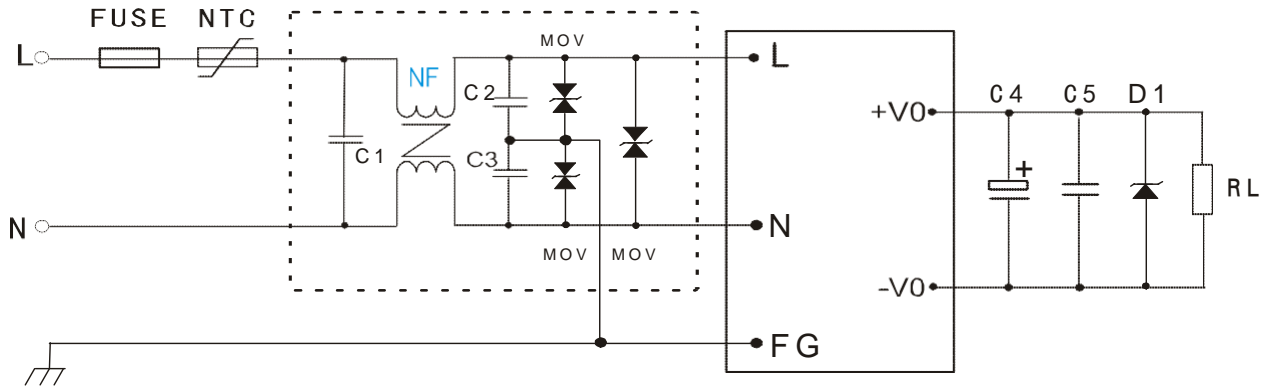 FUSE NTC
MOV
L
NF
L
C2
C4 C5 D1
+V0
C1
C3
+
RL
N
N
MOV MOV
-V0
FG